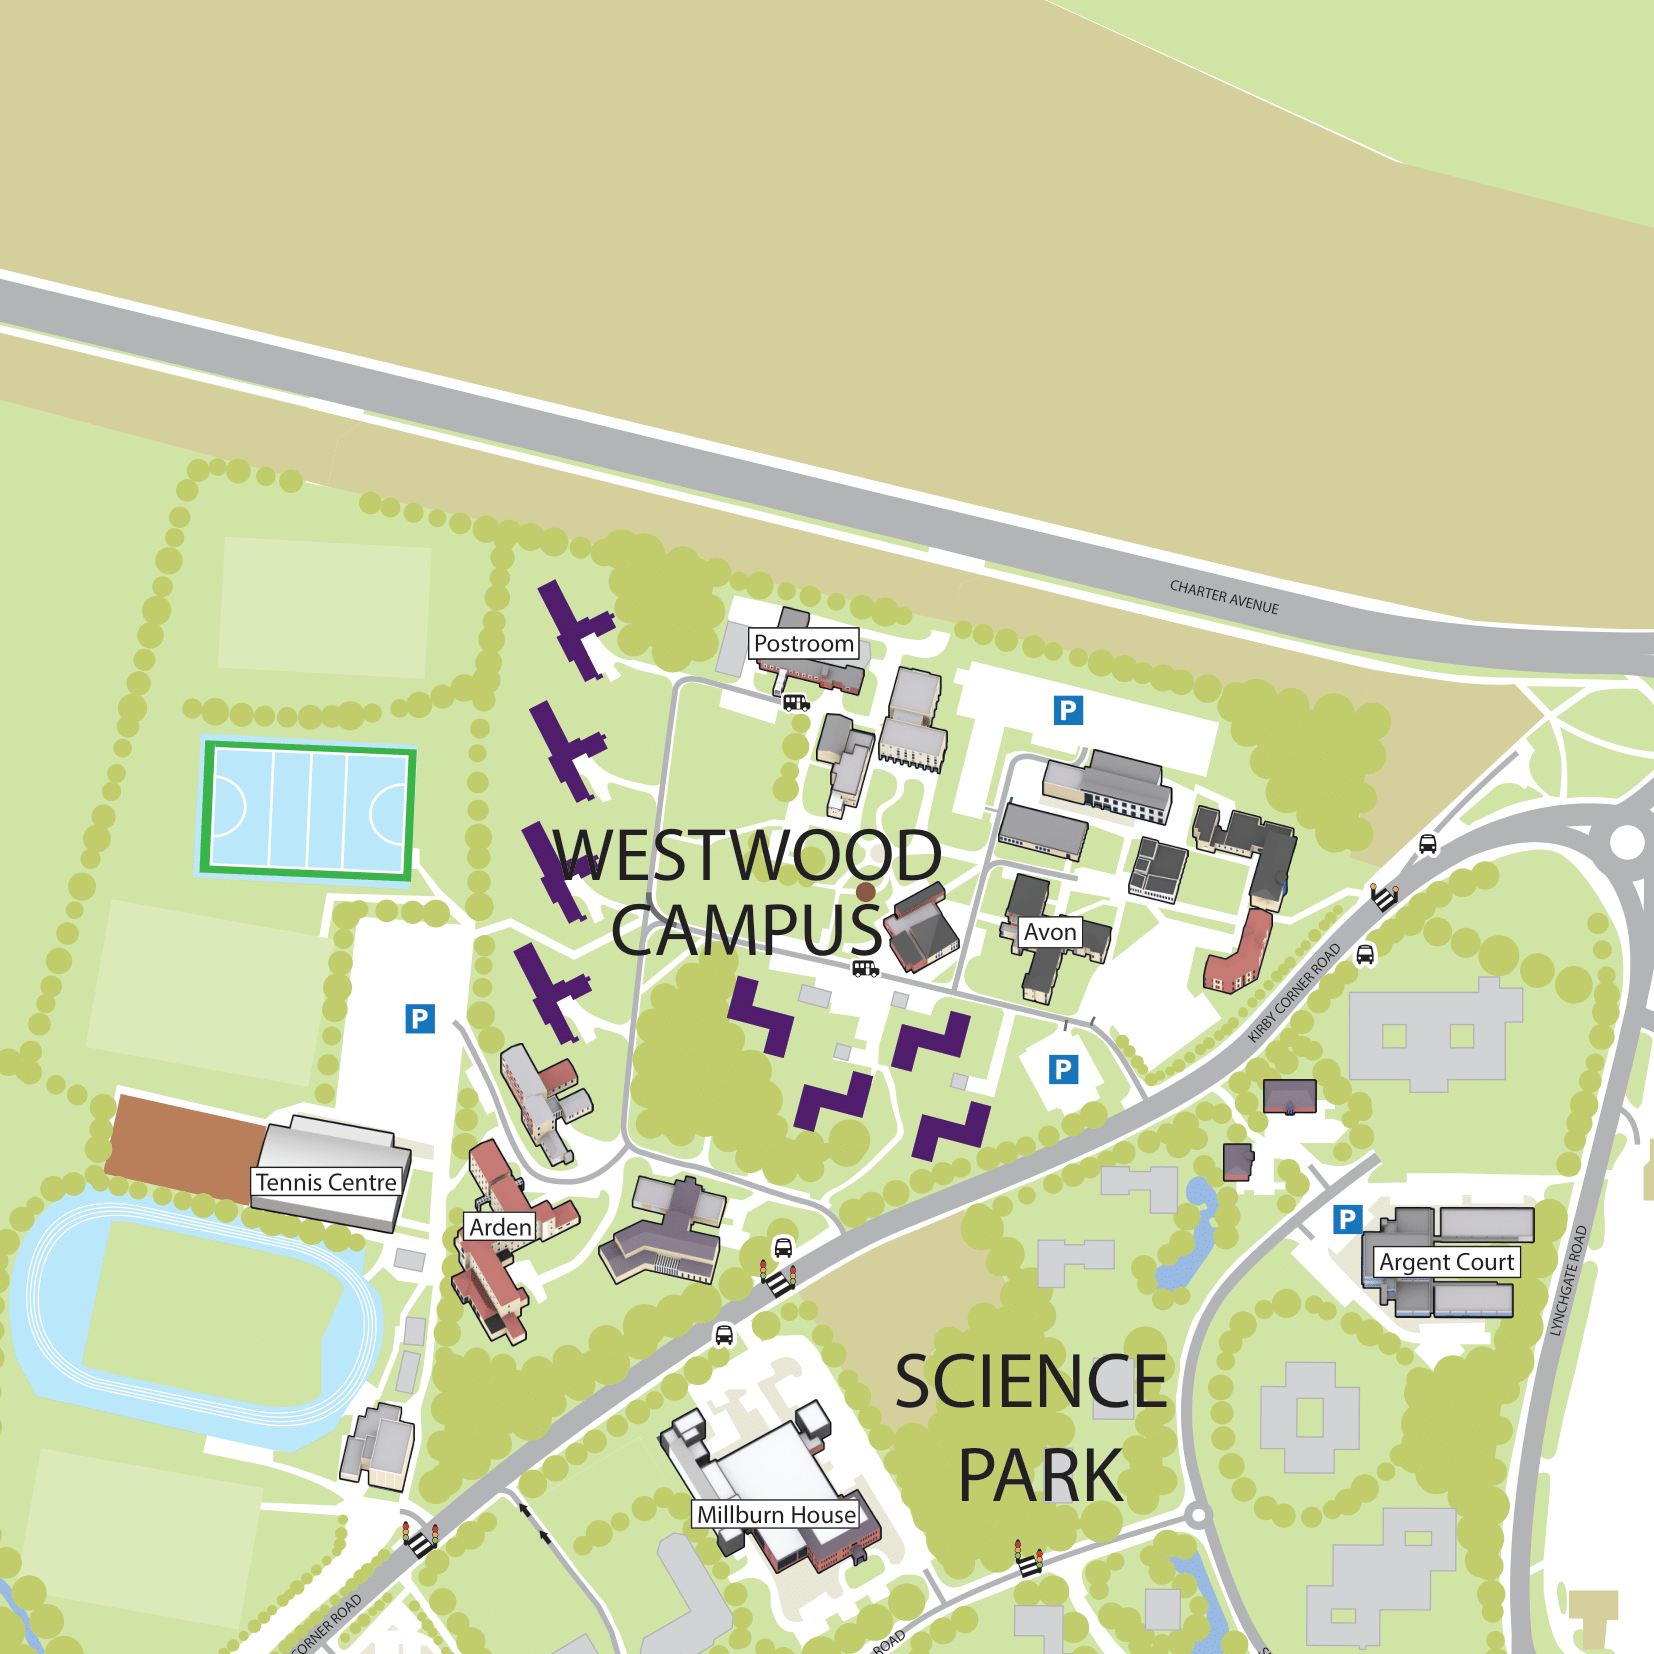 CHARTER AVENUE
Postroom
P
WESTWOOD
CAMPUS
Avon
KIRBY CORNER ROAD
P
P
Tennis Centre
Arden
P
Argent Court
LYNCHGATE ROAD
SCIENCE
PARK
Millburn House
CORNER ROAD
ROAD